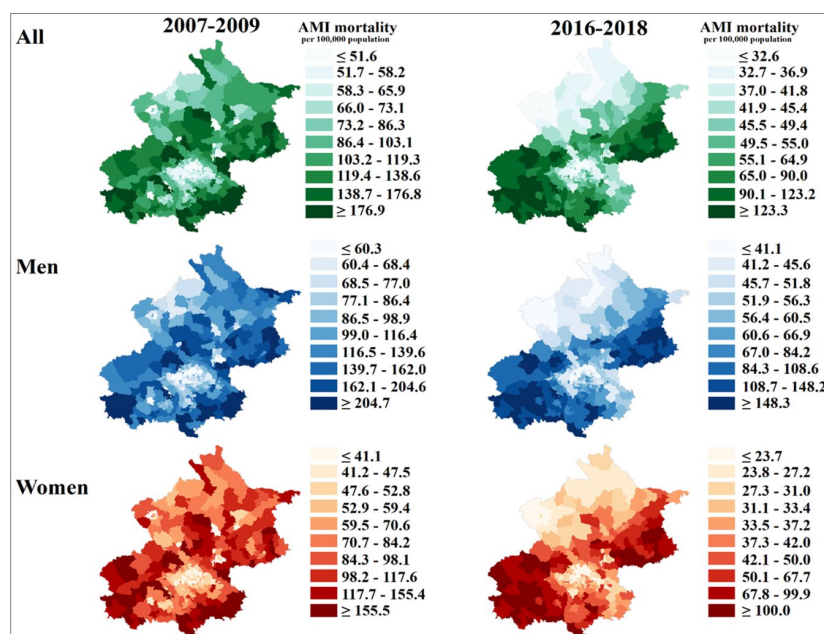 All
2007-2009
AMI mortality
per 100,000 population
≤ 51.6
51.7 - 58.2
58.3 - 65.9
66.0 - 73.1
73.2 - 86.3
86.4 - 103.1
103.2 - 119.3
119.4 - 138.6
138.7 - 176.8
≥ 176.9
2016-2018
AMI mortality
per 100,000 population
≤ 32.6
32.7 - 36.9
37.0 - 41.8
41.9 - 45.4
45.5 - 49.4
49.5 - 55.0
55.1 - 64.9
65.0 - 90.0
90.1 - 123.2
≥ 123.3
Men
≤ 60.3
60.4 - 68.4
68.5 - 77.0
77.1 - 86.4
86.5 - 98.9
99.0 - 116.4
116.5 - 139.6
139.7 - 162.0
162.1 - 204.6
≥ 204.7
≤ 41.1
41.2 - 45.6
45.7 - 51.8
51.9 - 56.3
56.4 - 60.5
60.6 - 66.9
67.0 - 84.2
84.3 - 108.6
108.7 - 148.2
≥ 148.3
Women
≤ 41.1
41.2 - 47.5
47.6 - 52.8
52.9 - 59.4
59.5 - 70.6
70.7 - 84.2
84.3 - 98.1
98.2 - 117.6
117.7 - 155.4
≥ 155.5
≤ 23.7
23.8 - 27.2
27.3 - 31.0
31.1 - 33.4
33.5 - 37.2
37.3 - 42.0
42.1 - 50.0
50.1 - 67.7
67.8 - 99.9
≥ 100.0